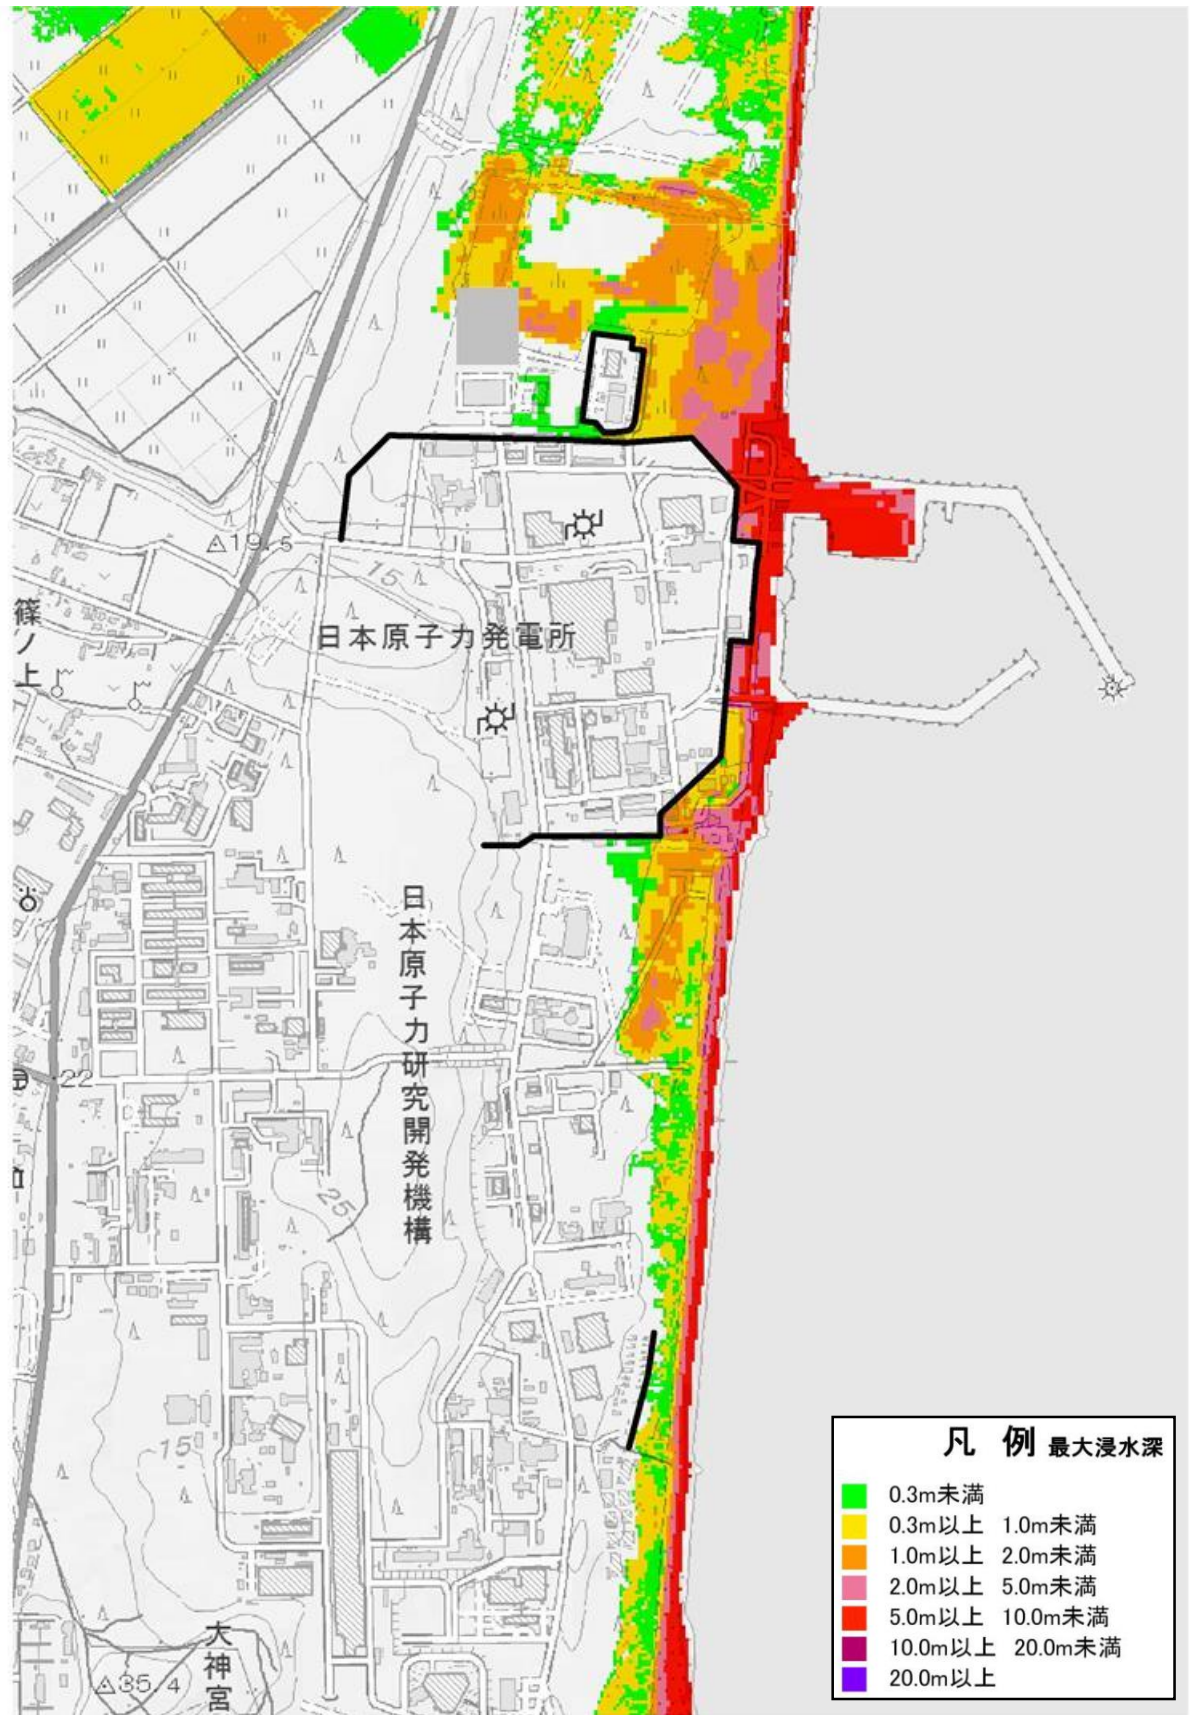 19.5
15
篠ノ上
日本原子力発電所
日本原子力研究開発機構
22
25
15
大神宮
35.4
凡 例 最大浸水深
0.3m未満
0.3m以上 1.0m未満
1.0m以上 2.0m未満
2.0m以上 5.0m未満
5.0m以上 10.0m未満
10.0m以上 20.0m未満
20.0m以上